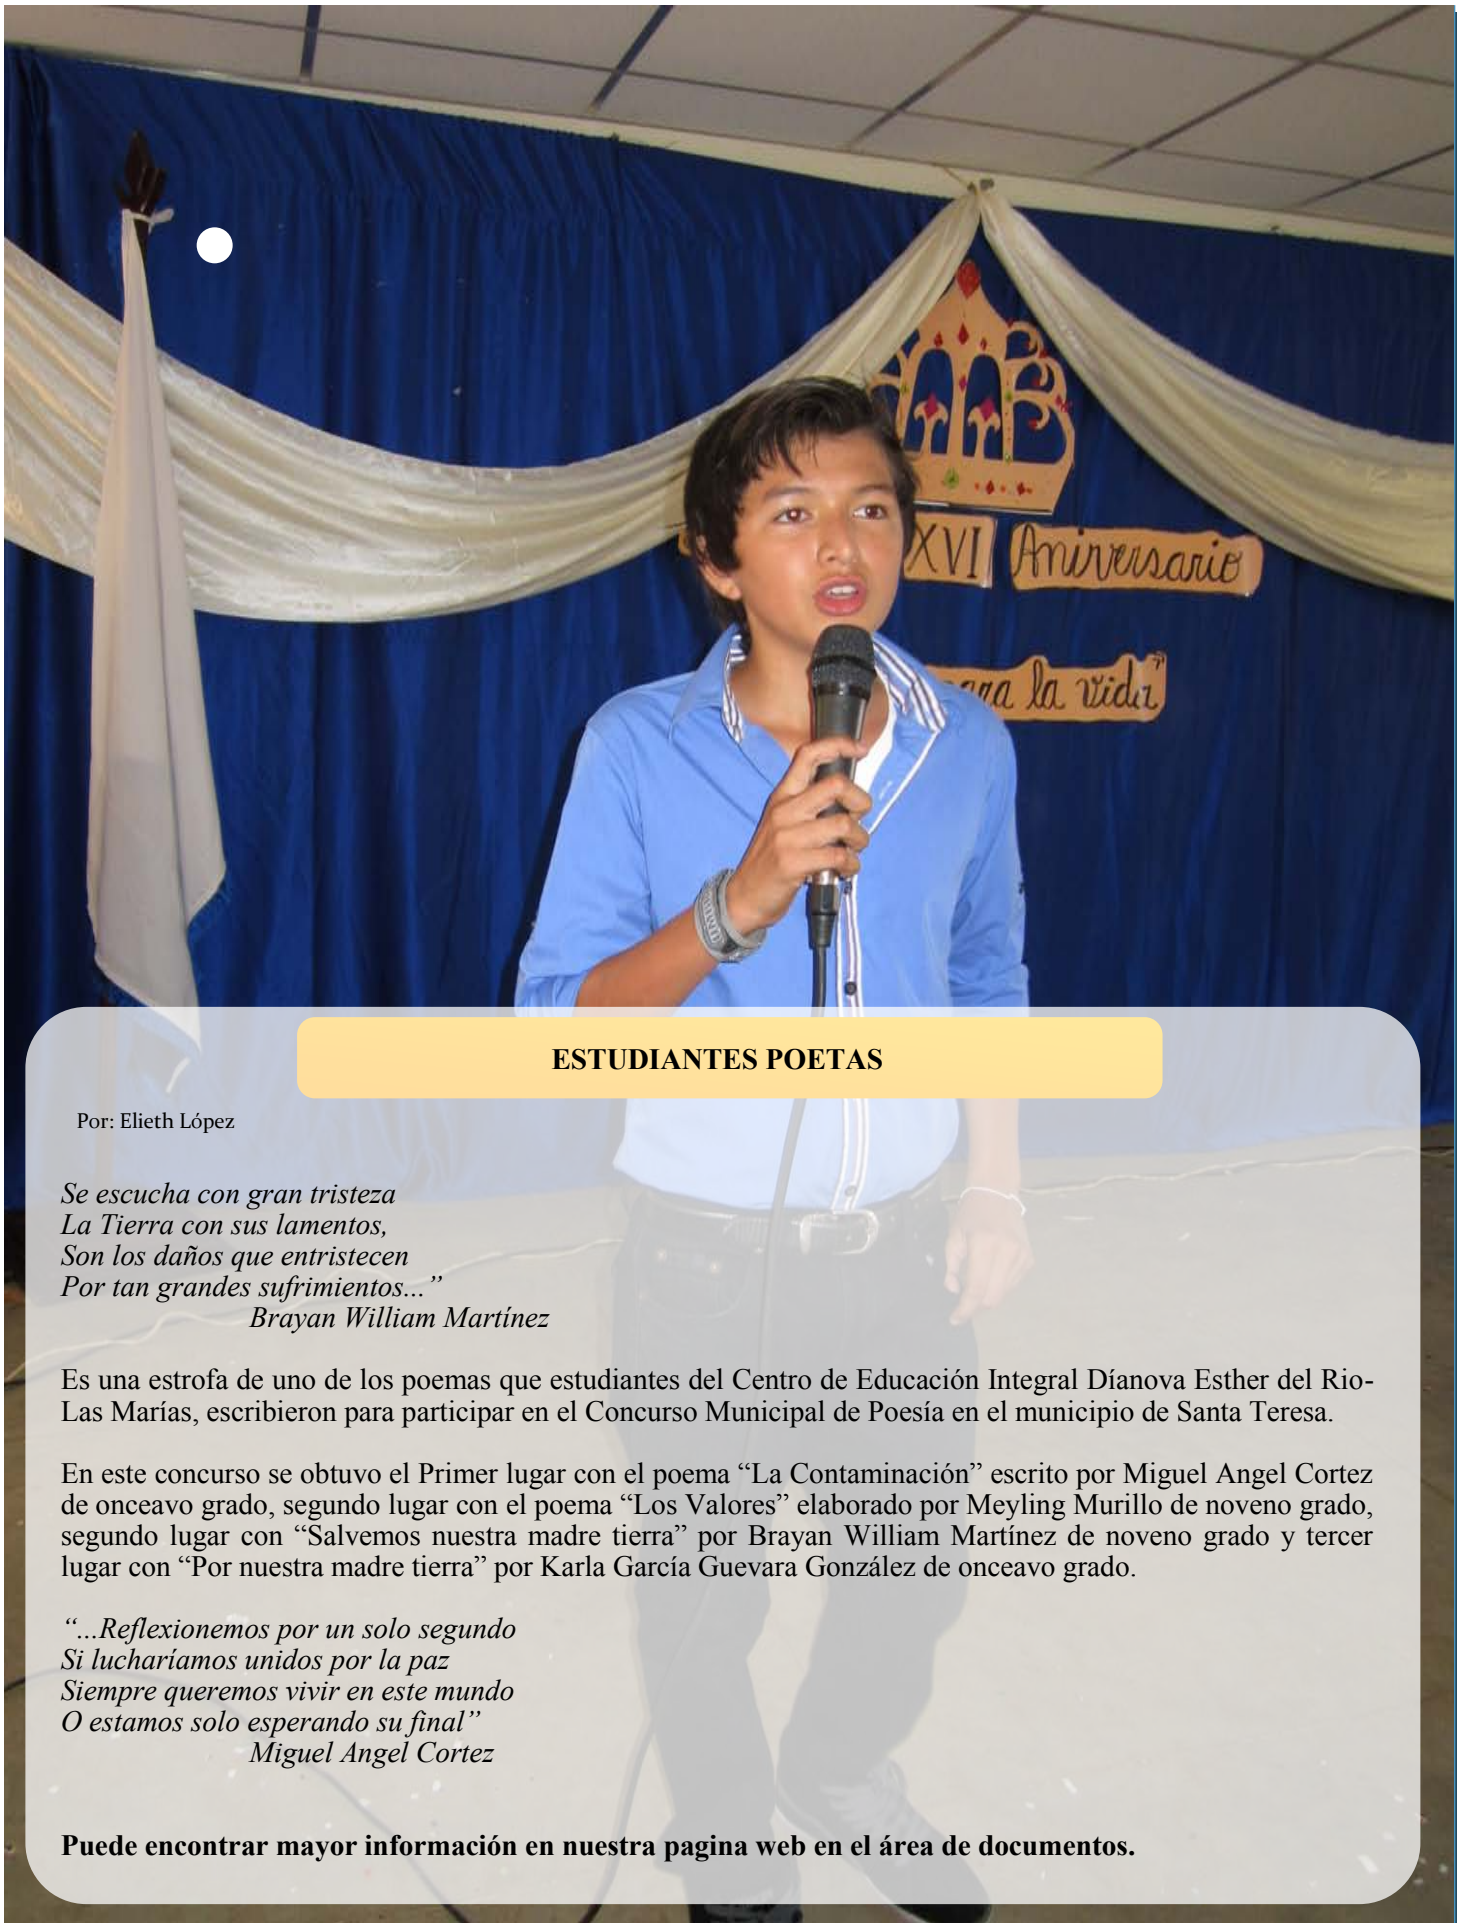 XVI Aniversario
para la vida"
ESTUDIANTES POETAS
Por: Elieth López
Se escucha con gran tristeza
La Tierra con sus lamentos,
Son los daños que entristecen
Por tan grandes sufrimientos...”
Brayan William Martínez
Es una estrofa de uno de los poemas que estudiantes del Centro de Educación Integral Díanova Esther del Rio-
Las Marías, escribieron para participar en el Concurso Municipal de Poesía en el municipio de Santa Teresa.
En este concurso se obtuvo el Primer lugar con el poema “La Contaminación” escrito por Miguel Angel Cortez
de onceavo grado, segundo lugar con el poema “Los Valores” elaborado por Meyling Murillo de noveno grado,
segundo lugar con “Salvemos nuestra madre tierra” por Brayan William Martínez de noveno grado y tercer
lugar con “Por nuestra madre tierra” por Karla García Guevara González de onceavo grado.
“...Reflexionemos por un solo segundo
Si lucharíamos unidos por la paz
Siempre queremos vivir en este mundo
O estamos solo esperando su final”
Miguel Angel Cortez
Puede encontrar mayor información en nuestra pagina web en el área de documentos.